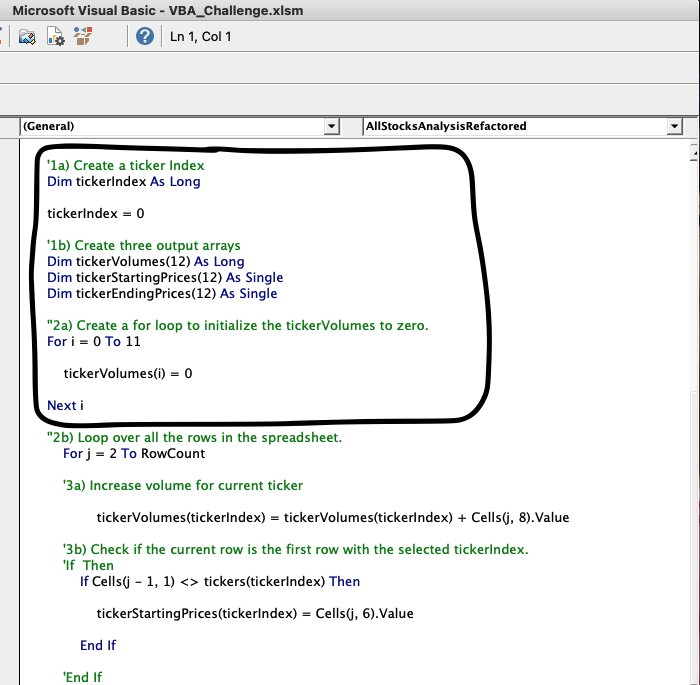 Microsoft Visual Basic - VBA_Challenge.xlsm
Ln 1, Col 1
(General)
AllStocksAnalysisRefactored
'1a) Create a ticker Index
Dim tickerIndex As Long
tickerIndex = 0
'1b) Create three output arrays
Dim tickerVolumes(12) As Long
Dim tickerStartingPrices(12) As Single
Dim tickerEndingPrices(12) As Single
''2a) Create a for loop to initialize the tickerVolumes to zero.
For i = 0 To 11
tickerVolumes(i) = 0
Next i
''2b) Loop over all the rows in the spreadsheet.
For j = 2 To RowCount
'3a) Increase volume for current ticker
tickerVolumes(tickerIndex) = tickerVolumes(tickerIndex) + Cells(j, 8).Value
'3b) Check if the current row is the first row with the selected tickerIndex.
'If  Then
If Cells(j - 1, 1) <> tickers(tickerIndex) Then
tickerStartingPrices(tickerIndex) = Cells(j, 6).Value
End If
'End If